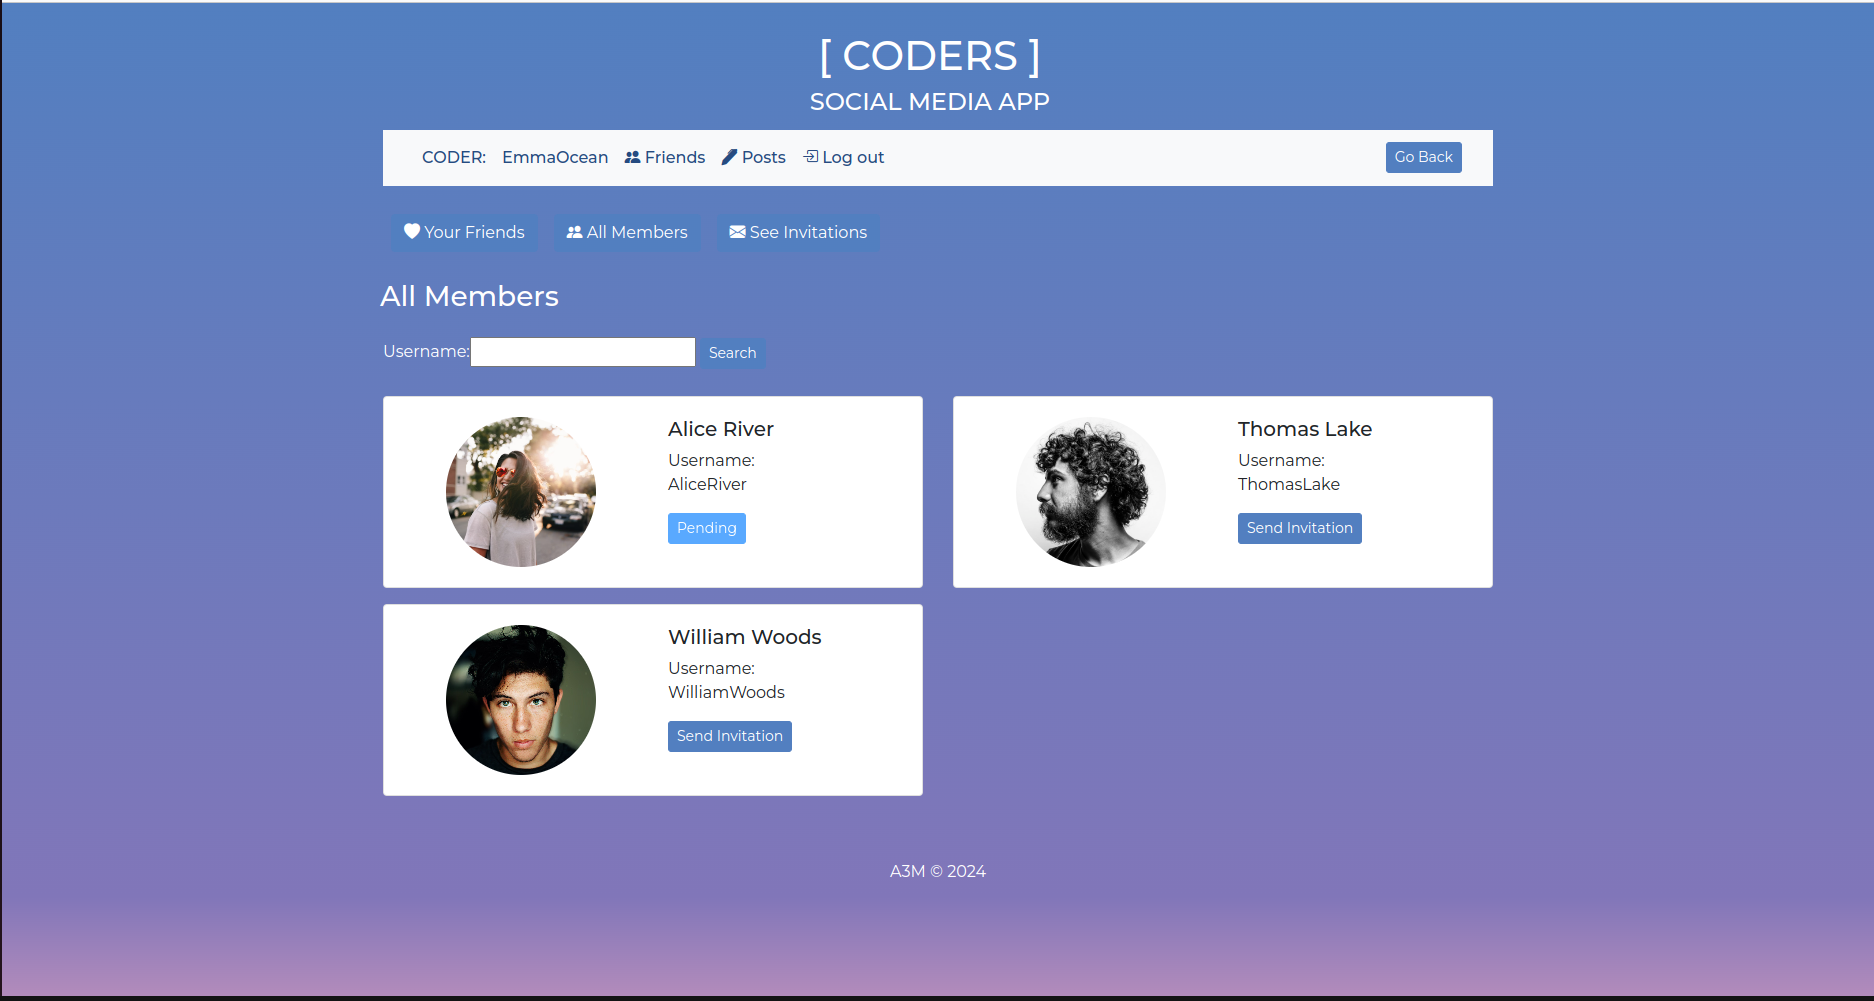 [ CODERS ]
SOCIAL MEDIA APP
CODER: EmmaOcean Friends Posts Log out Go Back
Your Friends All Members See Invitations
All Members
Username: Search
Alice River
Username:
AliceRiver
Pending
Thomas Lake
Username:
ThomasLake
Send Invitation
William Woods
Username:
WilliamWoods
Send Invitation
A3M © 2024